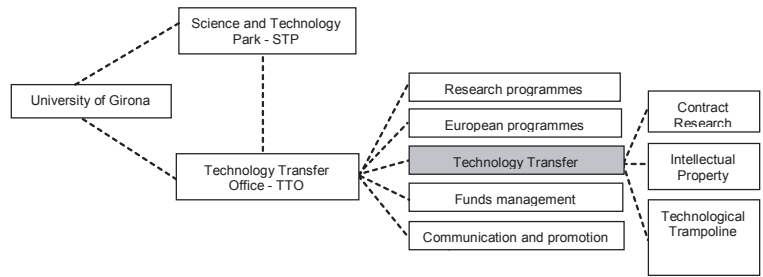 Science and Technology
Park - STP
University of Girona
Technology Transfer
Office - TTO
Research programmes
European programmes
Technology Transfer
Funds management
Communication and promotion
Contract
Research
Intellectual
Property
Technological
Trampoline